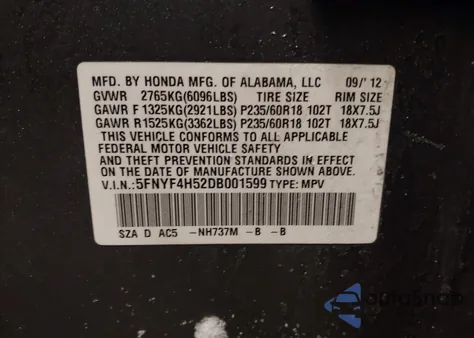 MFD. BY HONDA MFG. OF ALABAMA, LLC 09/'12
GVWR 2765KG(6096LBS) TIRE SIZE RIM SIZE
GAWR F 1325KG(2921LBS) P235/60R18 102T 18X7.5J
GAWR R 1525KG(3362LBS) P235/60R18 102T 18X7.5J
THIS VEHICLE CONFORMS TO ALL APPLICABLE
FEDERAL MOTOR VEHICLE SAFETY
AND THEFT PREVENTION STANDARDS IN EFFECT
ON THE DATE OF MANUFACTURE SHOWN ABOVE.
V.I.N: 5FNYF4H52DB001599 TYPE: MPV
SZA D AC5 -NH737M -B -B